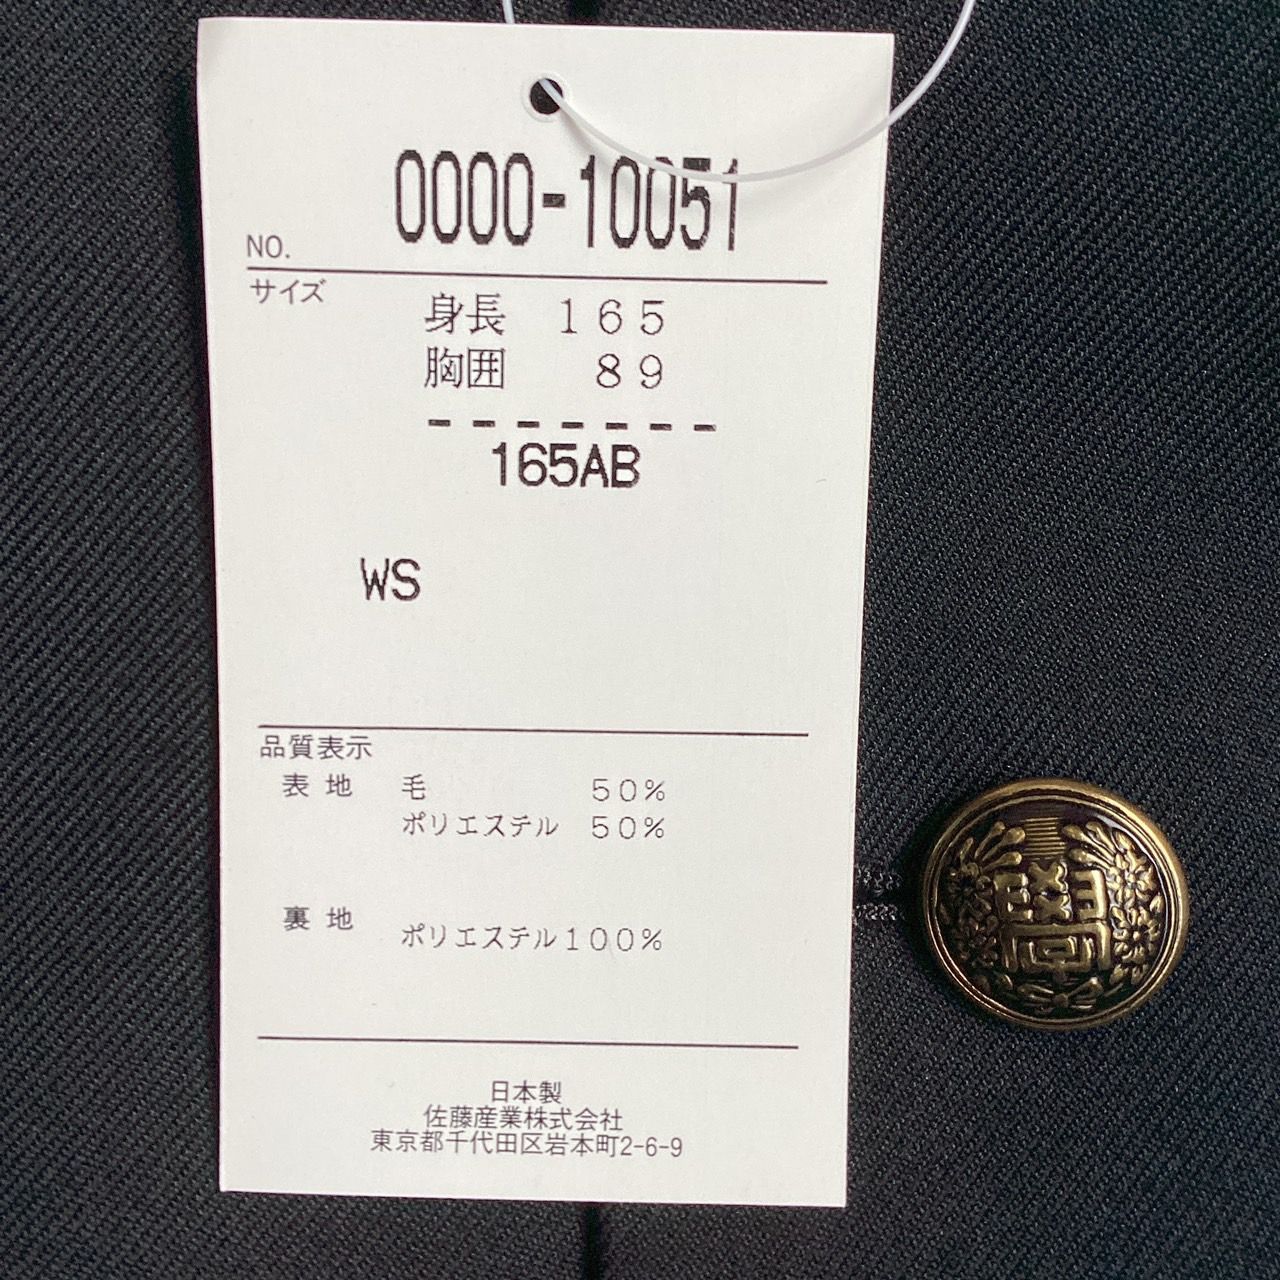 0000-10051
NO.
サイズ
身長 165
胸囲 89
-------
165AB
WS
品質表示
表地 毛 50%
ポリエステル 50%
裏地
ポリエステル100%
日本製
佐藤産業株式会社
東京都千代田区岩本町2-6-9